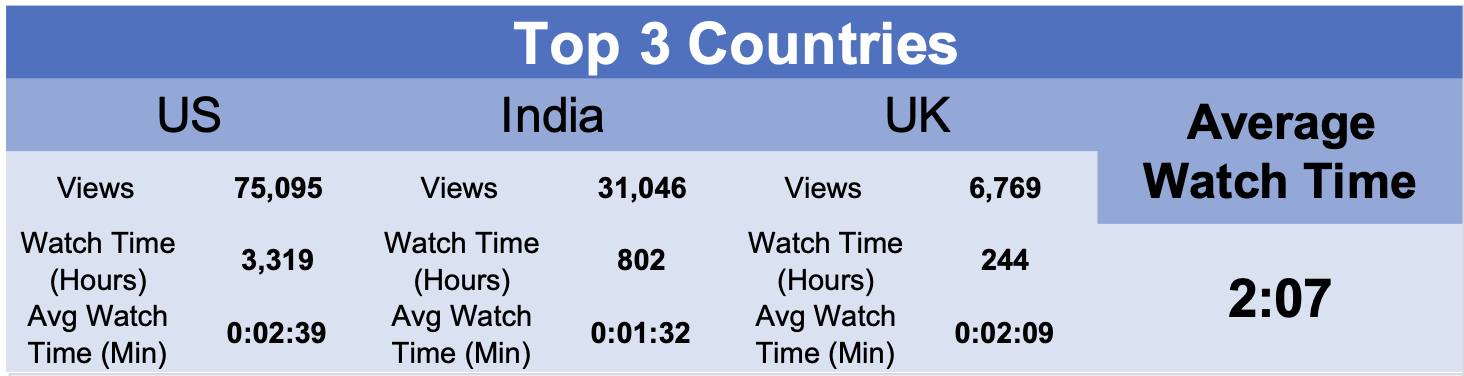 Top 3 Countries
US India UK
Average
Watch Time
Views 75,095 Views 31,046 Views 6,769
Watch Time
(Hours)
3,319
Watch Time
(Hours)
802
Watch Time
(Hours)
244
2:07
Avg Watch
Time (Min)
0:02:39
Avg Watch
Time (Min)
0:01:32
Avg Watch
Time (Min)
0:02:09